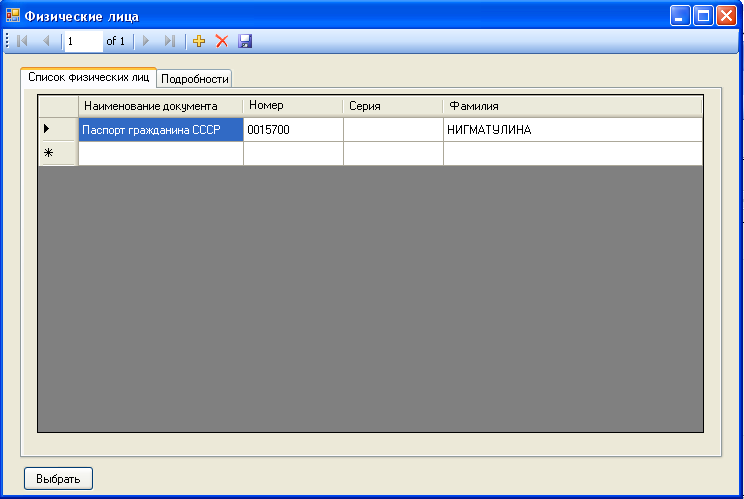 Физические лица
1 of 1
Список физических лиц Подробности
Наименование документа Номер Серия Фамилия
Паспорт гражданина СССР 0015700 НИГМАТУЛИНА
Выбрать